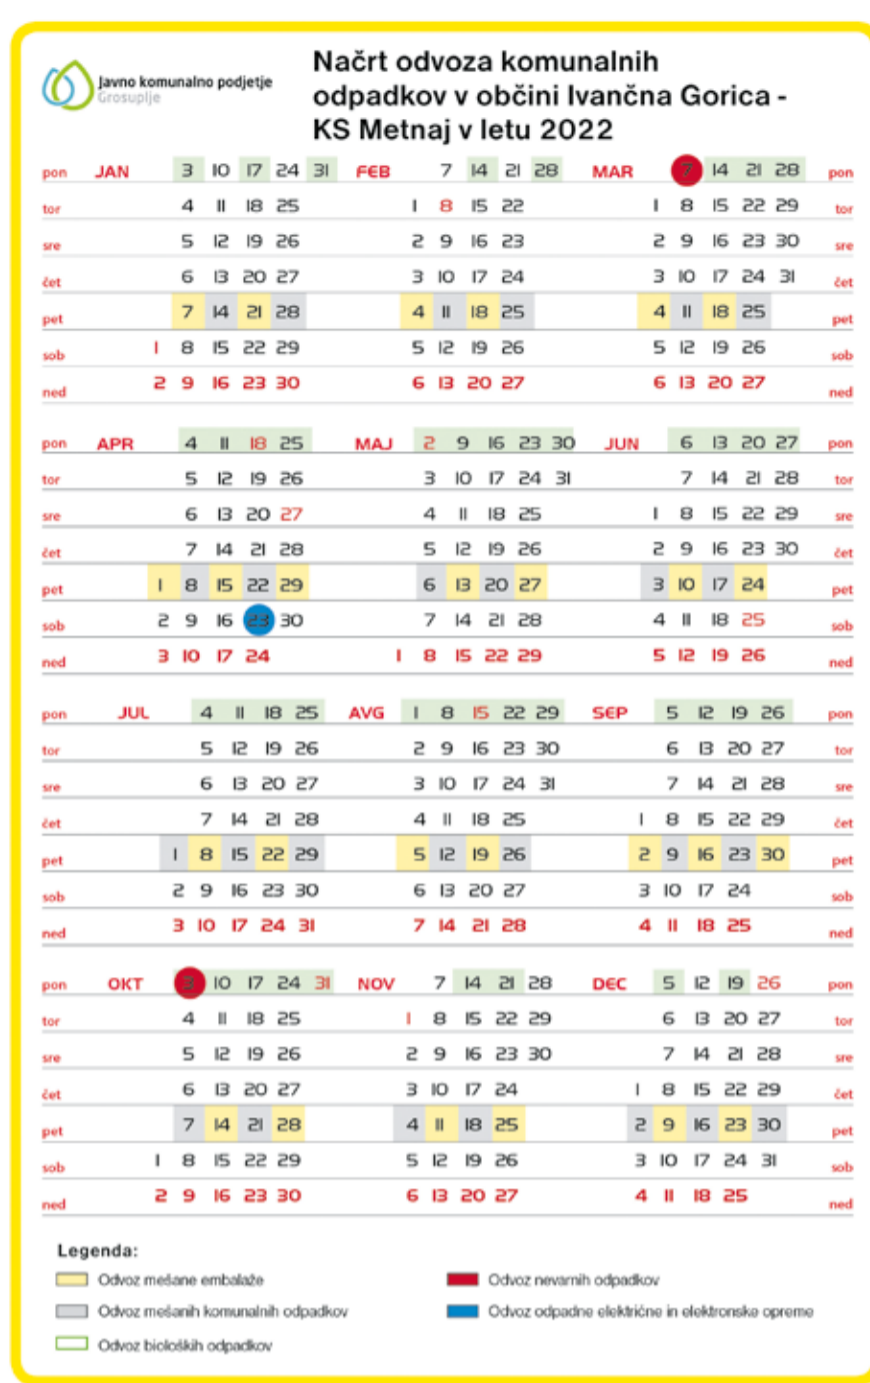 Javno komunalno podjetje
Grosuplje
Načrt odvoza komunalnih
odpadkov v občini Ivančna Gorica -
KS Metnaj v letu 2022
pon JAN 3 10 17 24 31 FEB 7 14 21 28 MAR 7 14 21 28 pon
tor 4 11 18 25 1 8 15 22 1 8 15 22 29 tor
sre 5 12 19 26 2 9 16 23 2 9 16 23 30 sre
čet 6 13 20 27 3 10 17 24 3 10 17 24 31 čet
pet 7 14 21 28 4 11 18 25 4 11 18 25 pet
sob 1 8 15 22 29 5 12 19 26 5 12 19 26 sob
ned 2 9 16 23 30 6 13 20 27 6 13 20 27 ned
pon APR 4 11 18 25 MAJ 2 9 16 23 30 JUN 6 13 20 27 pon
tor 5 12 19 26 3 10 17 24 31 7 14 21 28 tor
sre 6 13 20 27 4 11 18 25 1 8 15 22 29 sre
čet 7 14 21 28 5 12 19 26 2 9 16 23 30 čet
pet 1 8 15 22 29 6 13 20 27 3 10 17 24 pet
sob 2 9 16 23 30 7 14 21 28 4 11 18 25 sob
ned 3 10 17 24 1 8 15 22 29 5 12 19 26 ned
pon JUL 4 11 18 25 AVG 1 8 15 22 29 SEP 5 12 19 26 pon
tor 5 12 19 26 2 9 16 23 30 6 13 20 27 tor
sre 6 13 20 27 3 10 17 24 31 7 14 21 28 sre
čet 7 14 21 28 4 11 18 25 1 8 15 22 29 čet
pet 1 8 15 22 29 5 12 19 26 2 9 16 23 30 pet
sob 2 9 16 23 30 6 13 20 27 3 10 17 24 sob
ned 3 10 17 24 31 7 14 21 28 4 11 18 25 ned
pon OKT 3 10 17 24 31 NOV 7 14 21 28 DEC 5 12 19 26 pon
tor 4 11 18 25 1 8 15 22 29 6 13 20 27 tor
sre 5 12 19 26 2 9 16 23 30 7 14 21 28 sre
čet 6 13 20 27 3 10 17 24 1 8 15 22 29 čet
pet 7 14 21 28 4 11 18 25 2 9 16 23 30 pet
sob 1 8 15 22 29 5 12 19 26 3 10 17 24 31 sob
ned 2 9 16 23 30 6 13 20 27 4 11 18 25 ned
Legenda:
Odvoz mešane embalaže
Odvoz nevarnih odpadkov
Odvoz mešanih komunalnih odpadkov
Odvoz odpadne električne in elektronske opreme
Odvoz bioloških odpadkov